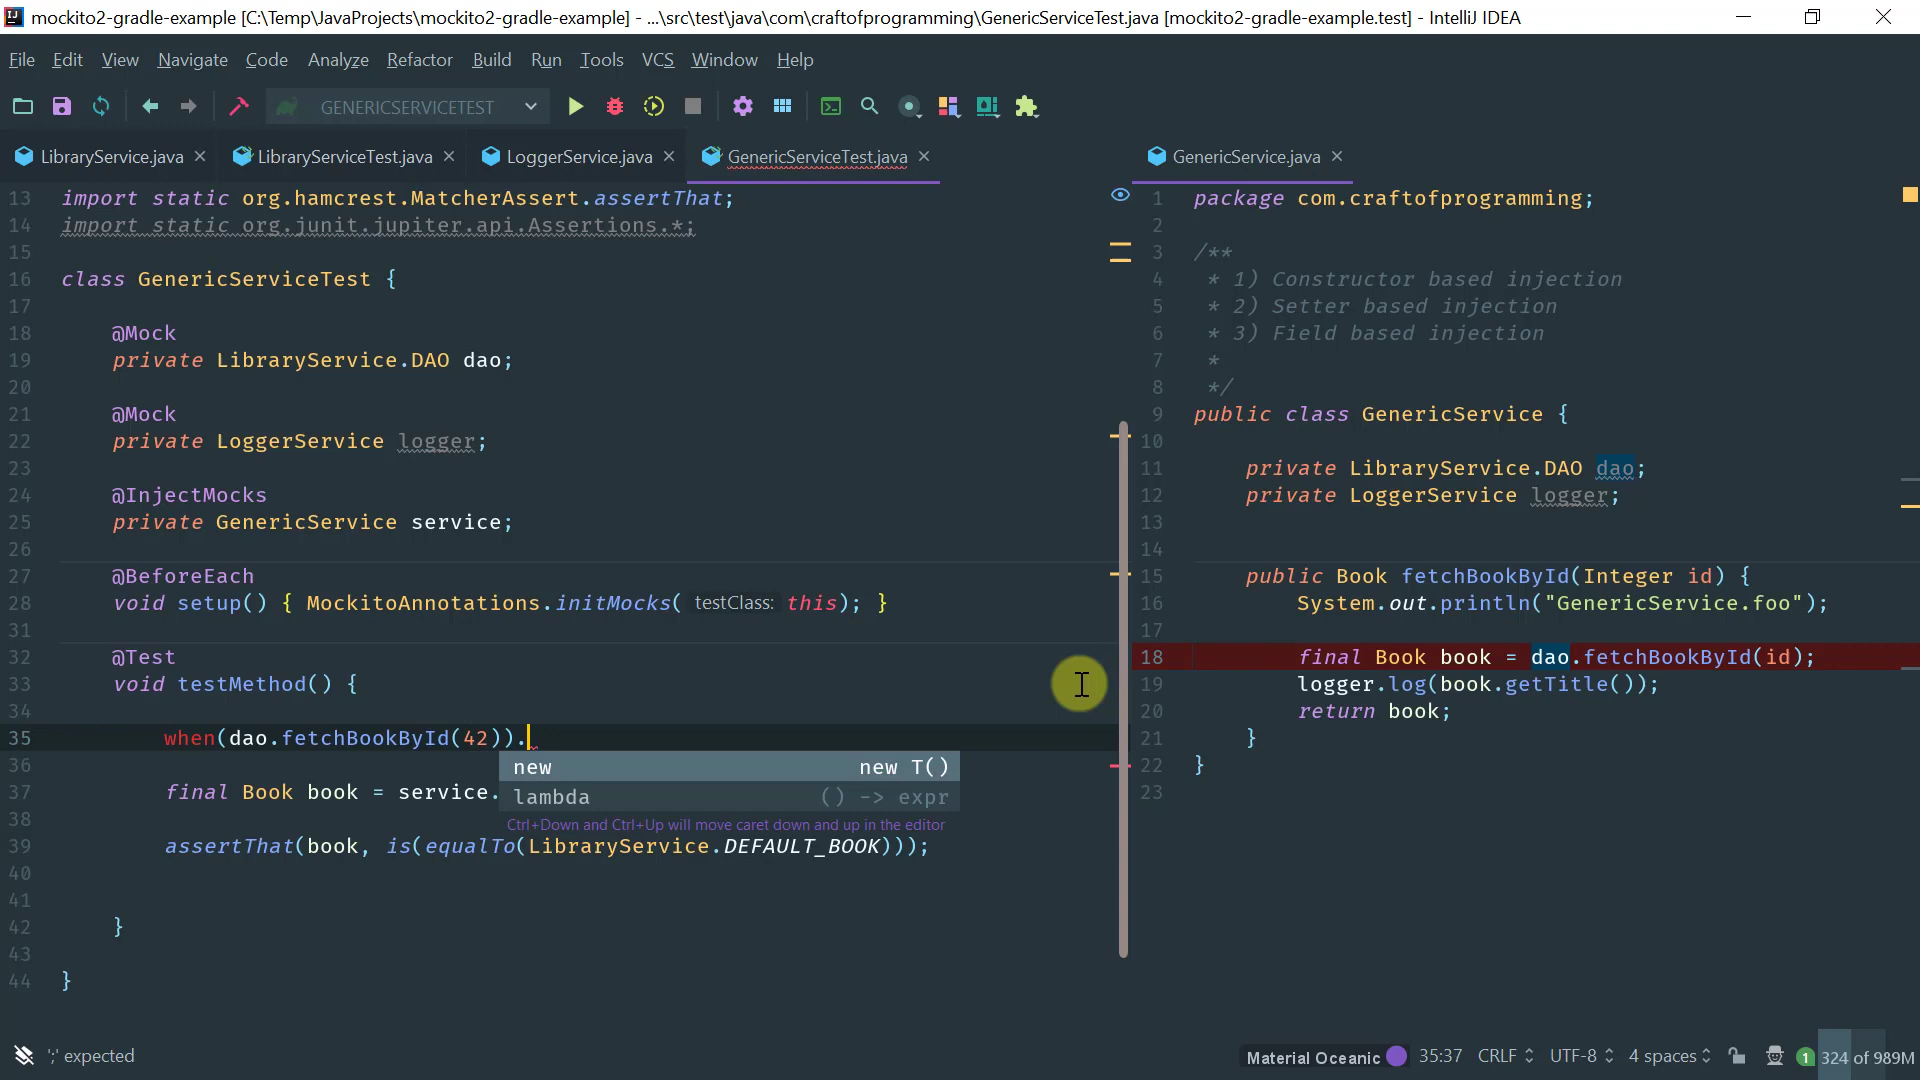 mockito2-gradle-example [C:\Temp\JavaProjects\mockito2-gradle-example] - ...\src\test\java\com\craftofprogramming\GenericServiceTest.java [mockito2-gradle-example.test] - IntelliJ IDEA
File Edit View Navigate Code Analyze Refactor Build Run Tools VCS Window Help
GENERICSERVICETEST
LibraryService.java
LibraryServiceTest.java
LoggerService.java
GenericServiceTest.java
13 import static org.hamcrest.MatcherAssert.assertThat;
14 import static org.junit.jupiter.api.Assertions.*;
15
16 class GenericServiceTest {
17
18     @Mock
19     private LibraryService.DAO dao;
20
21     @Mock
22     private LoggerService logger;
23
24     @InjectMocks
25     private GenericService service;
26
27     @BeforeEach
28     void setup() { MockitoAnnotations.initMocks( testClass: this); }
31
32     @Test
33     void testMethod() {
34
35         when(dao.fetchBookById(42)).
36
37         final Book book = service.
38
39         assertThat(book, is(equalTo(LibraryService.DEFAULT_BOOK)));
40
41
42     }
43
44 }
new new T()
lambda () -> expr
Ctrl+Down and Ctrl+Up will move caret down and up in the editor
GenericService.java
1 package com.craftofprogramming;
2
3 /**
4  * 1) Constructor based injection
5  * 2) Setter based injection
6  * 3) Field based injection
7  *
8  */
9 public class GenericService {
10
11     private LibraryService.DAO dao;
12     private LoggerService logger;
13
14
15     public Book fetchBookById(Integer id) {
16         System.out.println("GenericService.foo");
17
18         final Book book = dao.fetchBookById(id);
19         logger.log(book.getTitle());
20         return book;
21     }
22 }
23
';' expected
Material Oceanic 35:37 CRLF UTF-8 4 spaces 1 324 of 989M